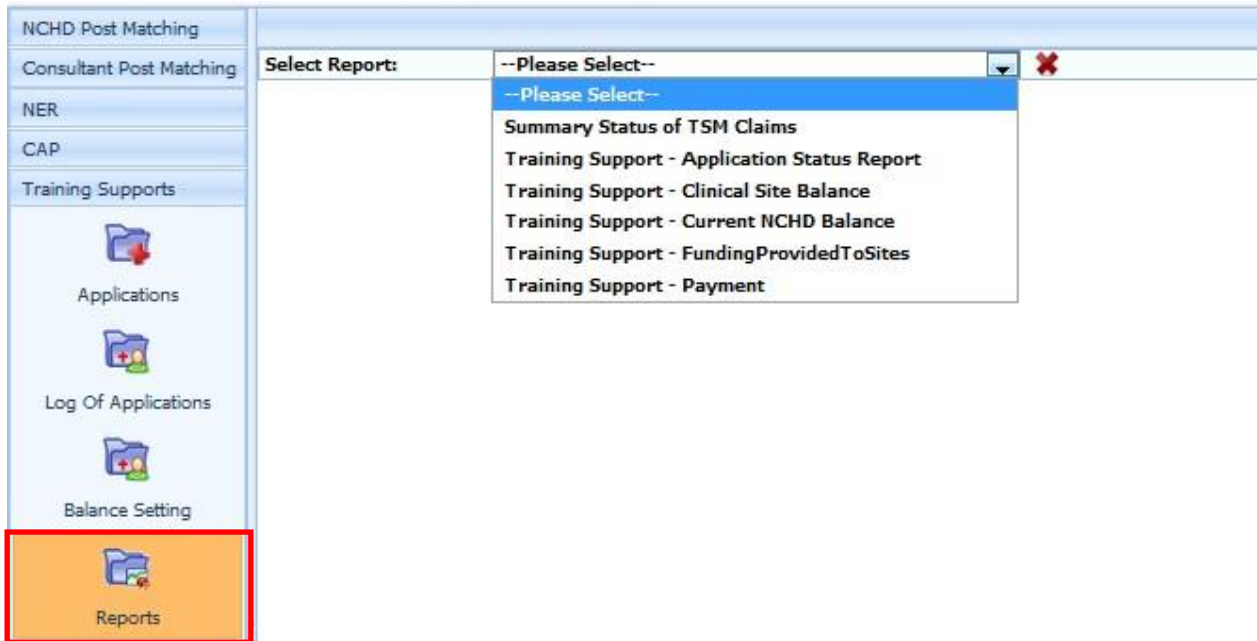 NCHD Post Matching
Consultant Post Matching
NER
CAP
Training Supports
Applications
Log Of Applications
Balance Setting
Reports
Select Report:
--Please Select--
--Please Select--
Summary Status of TSM Claims
Training Support - Application Status Report
Training Support - Clinical Site Balance
Training Support - Current NCHD Balance
Training Support - FundingProvidedToSites
Training Support - Payment